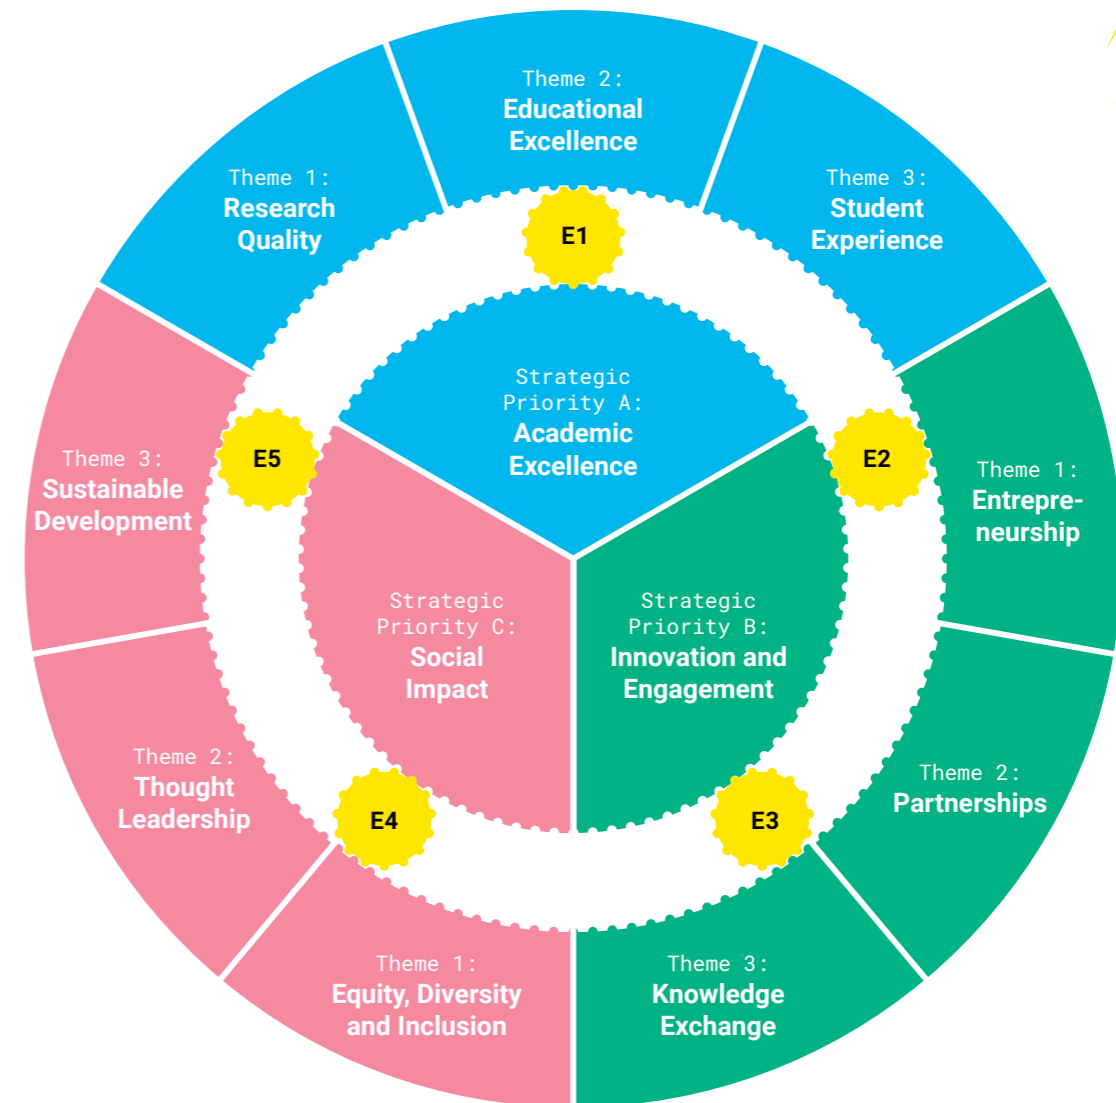 Theme 2:
Educational
Excellence
Theme 1:
Research
Quality
Theme 3:
Student
Experience
E1
Strategic
Priority A:
Academic
Excellence
E5
E2
Theme 3:
Sustainable
Development
Theme 1:
Entrepre-
neurship
Strategic
Priority C:
Social
Impact
Strategic
Priority B:
Innovation and
Engagement
Theme 2:
Thought
Leadership
Theme 2:
Partnerships
E4
E3
Theme 1:
Equity, Diversity
and Inclusion
Theme 3:
Knowledge
Exchange